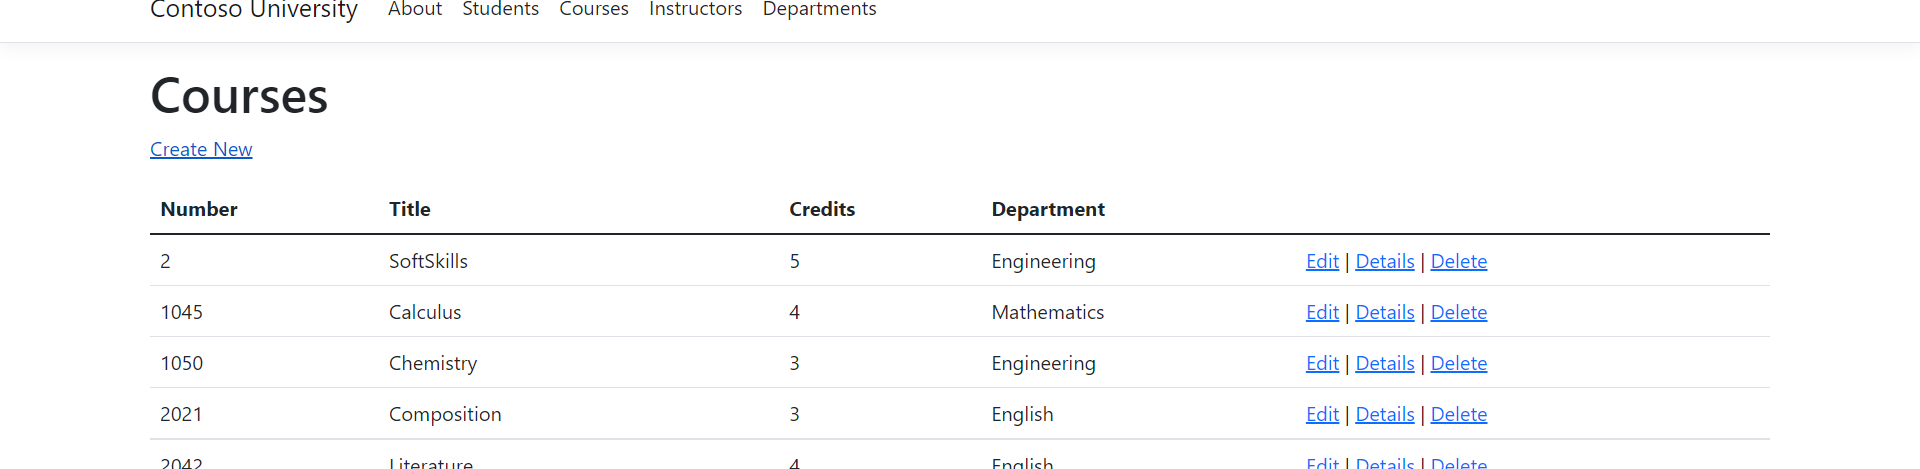 Contoso University About Students Courses Instructors Departments
Courses
Create New
Number Title Credits Department
2 SoftSkills 5 Engineering Edit | Details | Delete
1045 Calculus 4 Mathematics Edit | Details | Delete
1050 Chemistry 3 Engineering Edit | Details | Delete
2021 Composition 3 English Edit | Details | Delete
2042 Literature 4 English Edit | Details | Delete